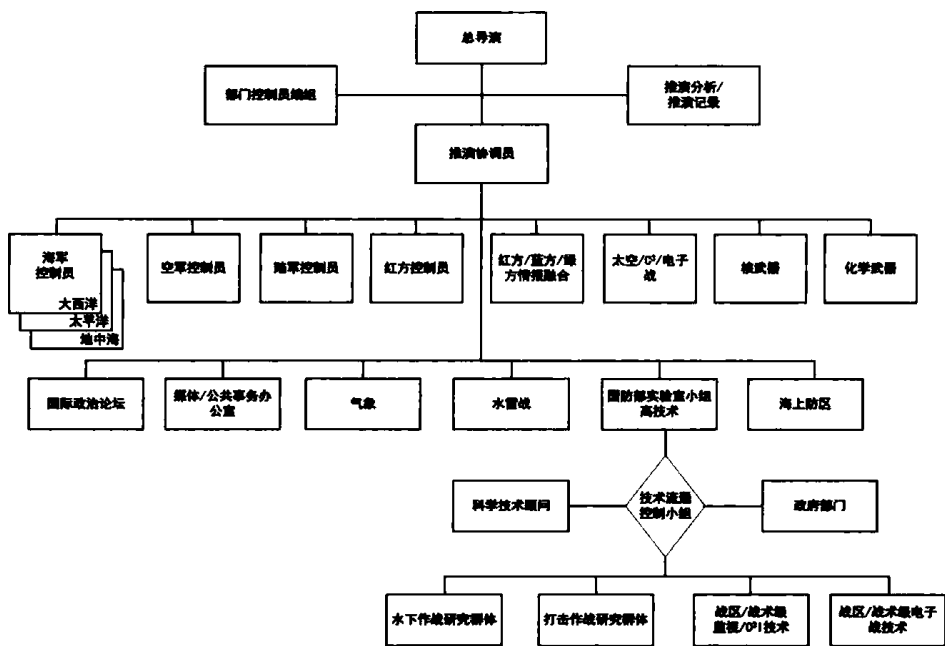 总导演
部门控制员编组
推演分析/
推演记录
推演协调员
海军
控制员
大西洋
太平洋
地中海
空军控制员
陆军控制员
红方控制员
红方/蓝方/绿
方情报融合
太空/C³/电子
战
核武器
化学武器
国际政治论坛
媒体/公共事务办
公室
气象
水雷战
国防部实验室小组
高技术
海上防区
科学技术顾问
技术流程
控制小组
政府部门
水下作战研究群体
打击作战研究群体
战区/战术级
监视/C³I技术
战区/战术级电子
战技术